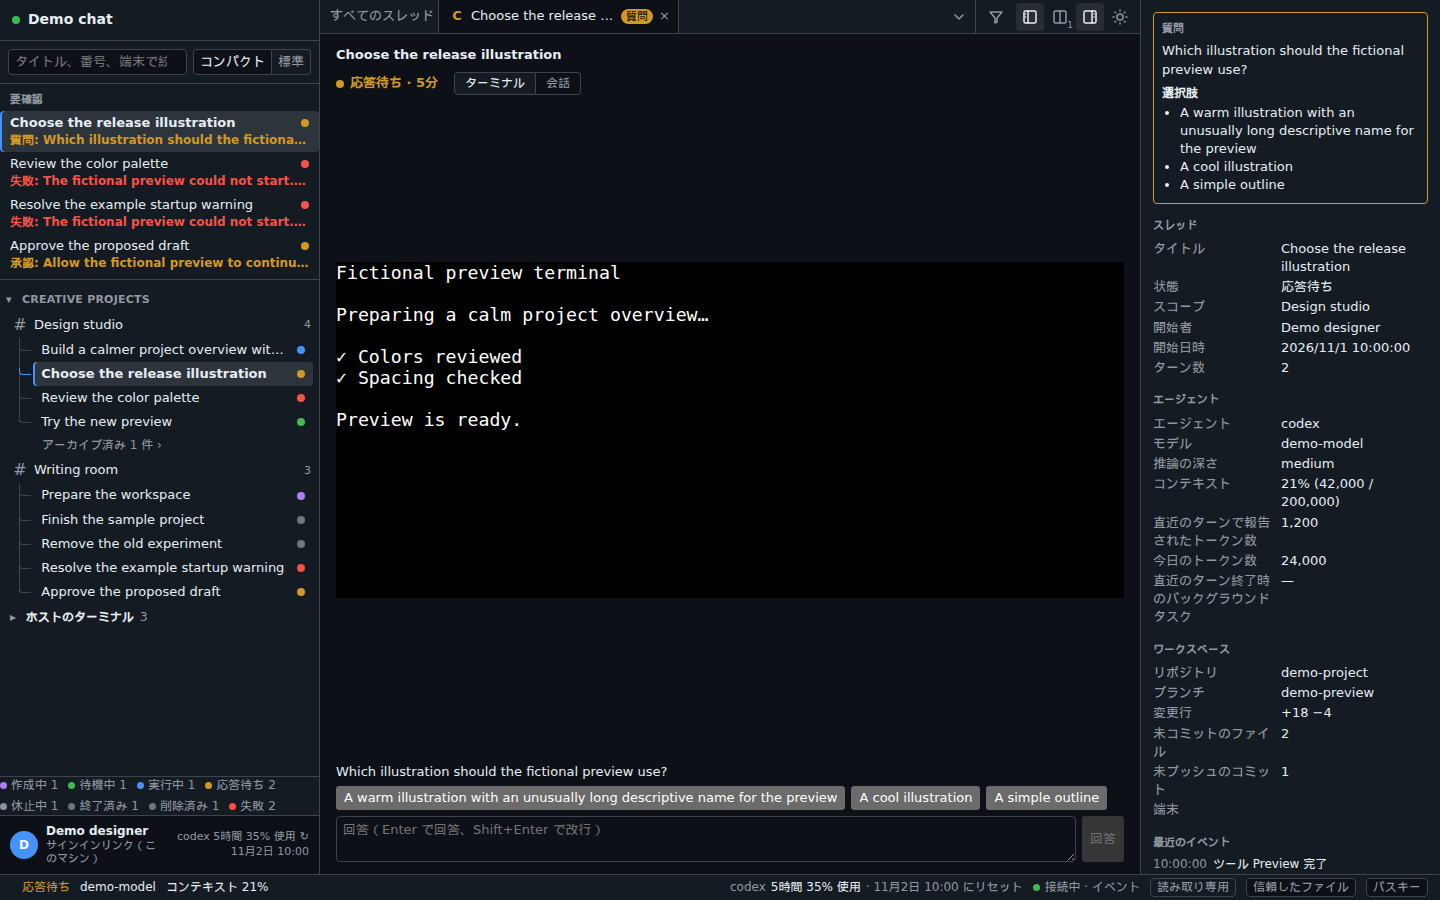 Demo chat
タイトル、番号、端末で絞
コンパクト 標準
要確認
Choose the release illustration
質問: Which illustration should the fictiona…
Review the color palette
失敗: The fictional preview could not start.…
Resolve the example startup warning
失敗: The fictional preview could not start.…
Approve the proposed draft
承認: Allow the fictional preview to continu…
CREATIVE PROJECTS
# Design studio 4
Build a calmer project overview wit…
Choose the release illustration
Review the color palette
Try the new preview
アーカイブ済み 1 件 ›
# Writing room 3
Prepare the workspace
Finish the sample project
Remove the old experiment
Resolve the example startup warning
Approve the proposed draft
ホストのターミナル 3
作成中 1 待機中 1 実行中 1 応答待ち 2
休止中 1 終了済み 1 削除済み 1 失敗 2
D
Demo designer
サインインリンク（このマシン）
codex 5時間 35% 使用 ↻
11月2日 10:00
すべてのスレッド
C Choose the release … 質問 ×
1
Choose the release illustration
応答待ち · 5分
ターミナル 会話
Fictional preview terminal
Preparing a calm project overview…
✓ Colors reviewed
✓ Spacing checked
Preview is ready.
Which illustration should the fictional preview use?
A warm illustration with an unusually long descriptive name for the preview
A cool illustration
A simple outline
回答（Enter で回答、Shift+Enter で改行）
回答
質問
Which illustration should the fictional
preview use?
選択肢
• A warm illustration with an
unusually long descriptive name for
the preview
• A cool illustration
• A simple outline
スレッド
タイトル Choose the release
illustration
状態 応答待ち
スコープ Design studio
開始者 Demo designer
開始日時 2026/11/1 10:00:00
ターン数 2
エージェント
エージェント codex
モデル demo-model
推論の深さ medium
コンテキスト 21% (42,000 /
200,000)
直近のターンで報告 1,200
されたトークン数
今日のトークン数 24,000
直近のターン終了時 —
のバックグラウンド
タスク
ワークスペース
リポジトリ demo-project
ブランチ demo-preview
変更行 +18 −4
未コミットのファイ 2
ル
未プッシュのコミッ 1
ト
端末
最近のイベント
10:00:00 ツール Preview 完了
応答待ち demo-model コンテキスト 21%
codex 5時間 35% 使用 · 11月2日 10:00 にリセット
接続中 · イベント
読み取り専用
信頼したファイル
パスキー